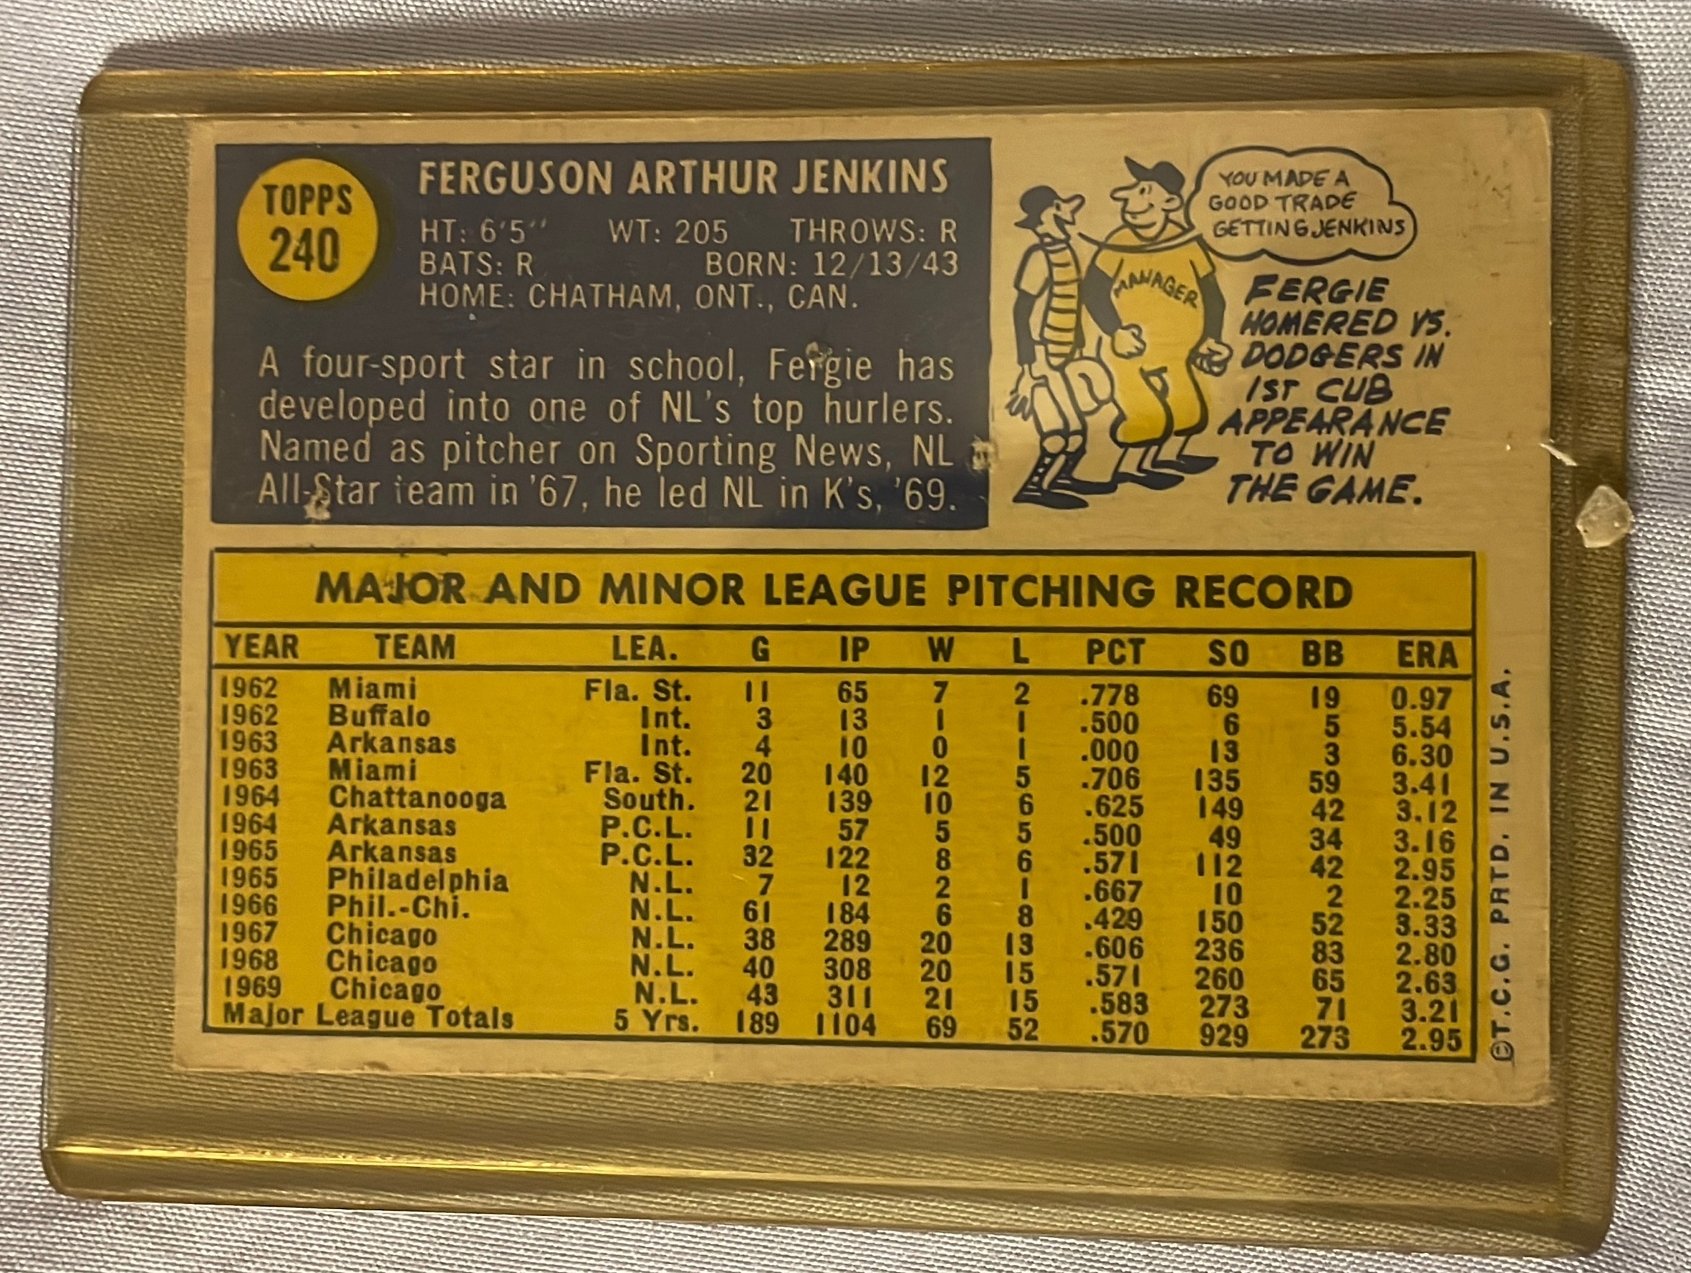 TOPPS
240
FERGUSON ARTHUR JENKINS
HT: 6'5" WT: 205 THROWS: R
BATS: R BORN: 12/13/43
HOME: CHATHAM, ONT., CAN.
A four-sport star in school, Fergie has
developed into one of NL's top hurlers.
Named as pitcher on Sporting News, NL
All-Star team in '67, he led NL in K's, '69.
YOU MADE A
GOOD TRADE
GETTING JENKINS
MANAGER
FERGIE
HOMERED VS.
DODGERS IN
1ST CUB
APPEARANCE
TO WIN
THE GAME.
MAJOR AND MINOR LEAGUE PITCHING RECORD
YEAR TEAM LEA. G IP W L PCT SO BB ERA
1962 Miami Fla. St. 11 65 7 2 .778 69 19 0.97
1962 Buffalo Int. 3 13 1 1 .500 6 5 5.54
1963 Arkansas Int. 4 10 0 1 .000 13 3 6.30
1963 Miami Fla. St. 20 140 12 5 .706 135 59 3.41
1964 Chattanooga South. 21 139 10 6 .625 149 42 3.12
1964 Arkansas P.C.L. 11 57 5 5 .500 49 34 3.16
1965 Arkansas P.C.L. 32 122 8 6 .571 112 42 2.95
1965 Philadelphia N.L. 7 12 2 1 .667 10 2 2.25
1966 Phil.-Chi. N.L. 61 184 6 8 .429 150 52 3.33
1967 Chicago N.L. 38 289 20 13 .606 236 83 2.80
1968 Chicago N.L. 40 308 20 15 .571 260 65 2.63
1969 Chicago N.L. 43 311 21 15 .583 273 71 3.21
Major League Totals 5 Yrs. 189 1104 69 52 .570 929 273 2.95
©T.C.G. PRTD. IN U.S.A.